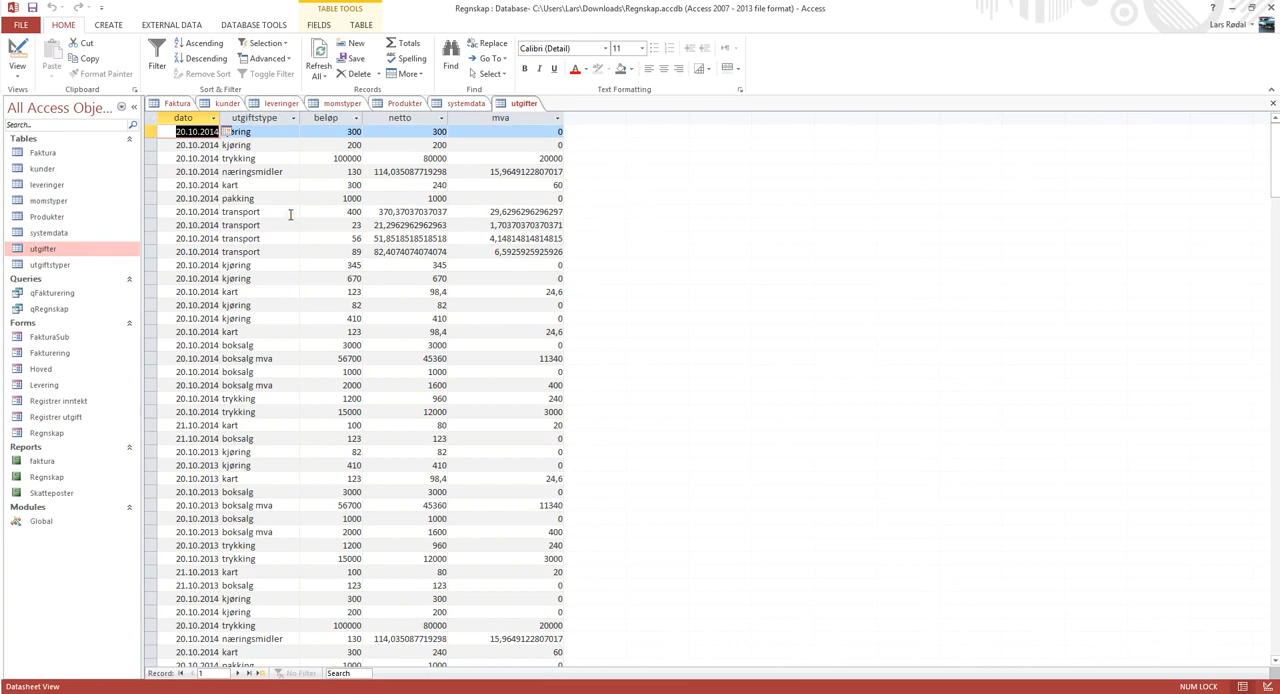 Regnskap : Database- C:\Users\Lars\Downloads\Regnskap.accdb (Access 2007 - 2013 file format) - Access
TABLE TOOLS
FILE HOME CREATE EXTERNAL DATA DATABASE TOOLS FIELDS TABLE
Lars Rødal
View
Views
Paste
Cut
Copy
Format Painter
Clipboard
Filter
Ascending
Descending
Remove Sort
Selection
Advanced
Toggle Filter
Sort & Filter
Refresh
All
New
Save
Delete
Totals
Spelling
More
Records
Find
Replace
Go To
Select
Find
Calibri (Detail) 11
B I U A
Text Formatting
All Access Obje...
Search..
Tables
Faktura
kunder
leveringer
momstyper
Produkter
systemdata
utgifter
utgiftstyper
Queries
qFakturering
qRegnskap
Forms
FakturaSub
Fakturering
Hoved
Levering
Registrer inntekt
Registrer utgift
Regnskap
Reports
faktura
Regnskap
Skatteposter
Modules
Global
Faktura kunder leveringer momstyper Produkter systemdata utgifter
dato utgiftstype beløp netto mva
20.10.2014 øring 300 300 0
20.10.2014 kjøring 200 200 0
20.10.2014 trykking 100000 80000 20000
20.10.2014 næringsmidler 130 114,035087719298 15,9649122807017
20.10.2014 kart 300 240 60
20.10.2014 pakking 1000 1000 0
20.10.2014 transport 400 370,37037037037 29,6296296296297
20.10.2014 transport 23 21,2962962962963 1,70370370370371
20.10.2014 transport 56 51,8518518518518 4,14814814814815
20.10.2014 transport 89 82,4074074074074 6,5925925925926
20.10.2014 kjøring 345 345 0
20.10.2014 kjøring 670 670 0
20.10.2014 kart 123 98,4 24,6
20.10.2014 kjøring 82 82 0
20.10.2014 kjøring 410 410 0
20.10.2014 kart 123 98,4 24,6
20.10.2014 boksalg 3000 3000 0
20.10.2014 boksalg mva 56700 45360 11340
20.10.2014 boksalg 1000 1000 0
20.10.2014 boksalg mva 2000 1600 400
20.10.2014 trykking 1200 960 240
20.10.2014 trykking 15000 12000 3000
21.10.2014 kart 100 80 20
21.10.2014 boksalg 123 123 0
20.10.2013 kjøring 82 82 0
20.10.2013 kjøring 410 410 0
20.10.2013 kart 123 98,4 24,6
20.10.2013 boksalg 3000 3000 0
20.10.2013 boksalg mva 56700 45360 11340
20.10.2013 boksalg 1000 1000 0
20.10.2013 boksalg mva 2000 1600 400
20.10.2013 trykking 1200 960 240
20.10.2013 trykking 15000 12000 3000
21.10.2013 kart 100 80 20
21.10.2013 boksalg 123 123 0
20.10.2014 kjøring 300 300 0
20.10.2014 kjøring 200 200 0
20.10.2014 trykking 100000 80000 20000
20.10.2014 næringsmidler 130 114,035087719298 15,9649122807017
20.10.2014 kart 300 240 60
20.10.2014 pakking 1000 1000 0
Record: 1 No Filter Search
Datasheet View
NUM LOCK